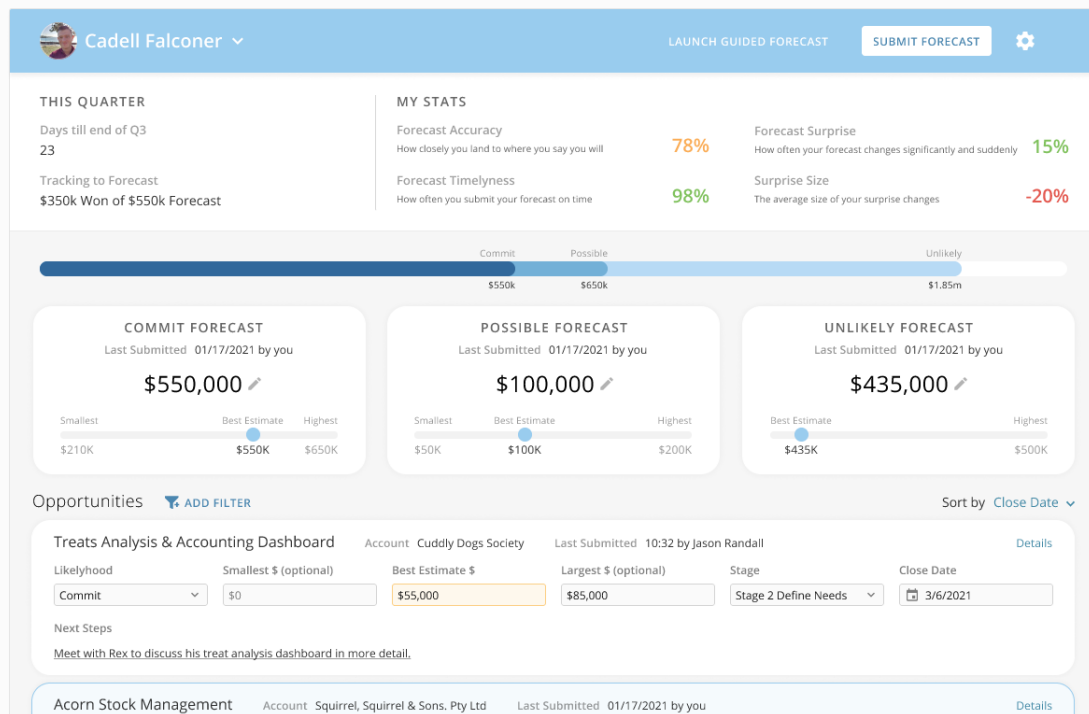 Cadell Falconer
LAUNCH GUIDED FORECAST
SUBMIT FORECAST
THIS QUARTER
Days till end of Q3
23
Tracking to Forecast
$350k Won of $550k Forecast
MY STATS
Forecast Accuracy
How closely you land to where you say you will
78%
Forecast Timelyness
How often you submit your forecast on time
98%
Forecast Surprise
How often your forecast changes significantly and suddenly
15%
Surprise Size
The average size of your surprise changes
-20%
Commit Possible Unlikely
$550k $650k $1.85m
COMMIT FORECAST
Last Submitted 01/17/2021 by you
$550,000
Smallest Best Estimate Highest
$210K $550K $650K
POSSIBLE FORECAST
Last Submitted 01/17/2021 by you
$100,000
Smallest Best Estimate Highest
$50K $100K $200K
UNLIKELY FORECAST
Last Submitted 01/17/2021 by you
$435,000
Best Estimate Highest
$435K $500K
Opportunities ADD FILTER Sort by Close Date
Treats Analysis & Accounting Dashboard Account Cuddly Dogs Society Last Submitted 10:32 by Jason Randall Details
Likelyhood Smallest $ (optional) Best Estimate $ Largest $ (optional) Stage Close Date
Commit $0 $55,000 $85,000 Stage 2 Define Needs 3/6/2021
Next Steps
Meet with Rex to discuss his treat analysis dashboard in more detail.
Acorn Stock Management Account Squirrel, Squirrel & Sons. Pty Ltd Last Submitted 01/17/2021 by you Details